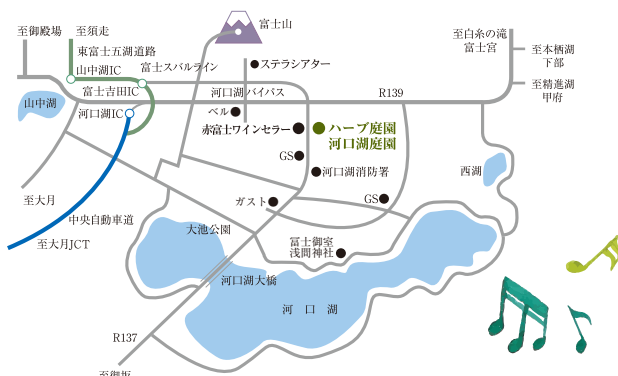 至御殿場
至須走
富士山
至白糸の滝
富士宮
東富士五湖道路
山中湖IC
富士スバルライン
ステラシアター
至本栖湖
下部
富士吉田IC
河口湖バイパス
R139
至精進湖
甲府
山中湖
河口湖IC
ベル
赤富士ワインセラー
ハーブ庭園
河口湖庭園
GS
河口湖消防署
西湖
至大月
ガスト
GS
中央自動車道
大池公園
至大月JCT
冨士御室
浅間神社
河口湖大橋
河口湖
R137
至御坂